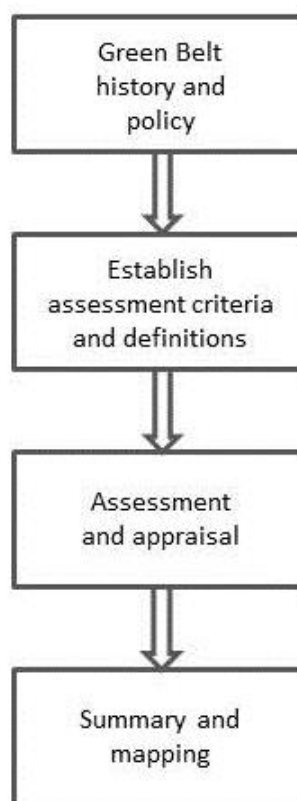 Green Belt
history and
policy
Establish
assessment criteria
and definitions
Assessment
and appraisal
Summary and
mapping